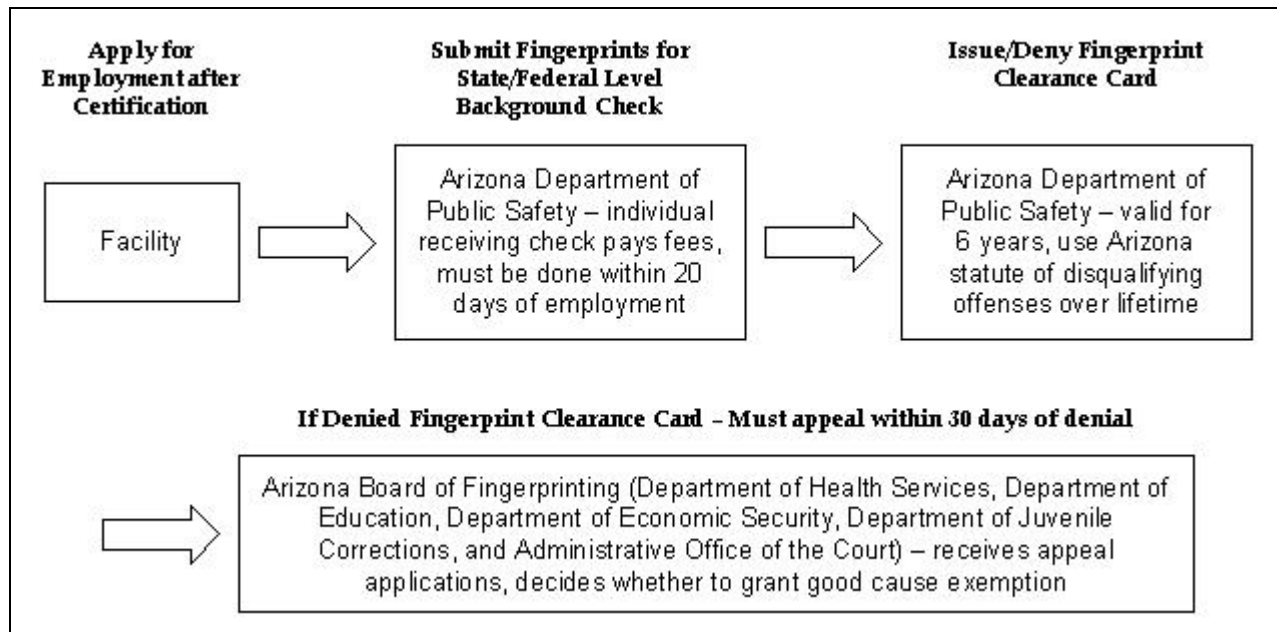 Apply for
Employment after
Certification
Submit Fingerprints for
State/Federal Level
Background Check
Issue/Deny Fingerprint
Clearance Card
Facility
Arizona Department of
Public Safety – individual
receiving check pays fees,
must be done within 20
days of employment
Arizona Department of
Public Safety – valid for
6 years, use Arizona
statute of disqualifying
offenses over lifetime
If Denied Fingerprint Clearance Card – Must appeal within 30 days of denial
Arizona Board of Fingerprinting (Department of Health Services, Department of
Education, Department of Economic Security, Department of Juvenile
Corrections, and Administrative Office of the Court) – receives appeal
applications, decides whether to grant good cause exemption